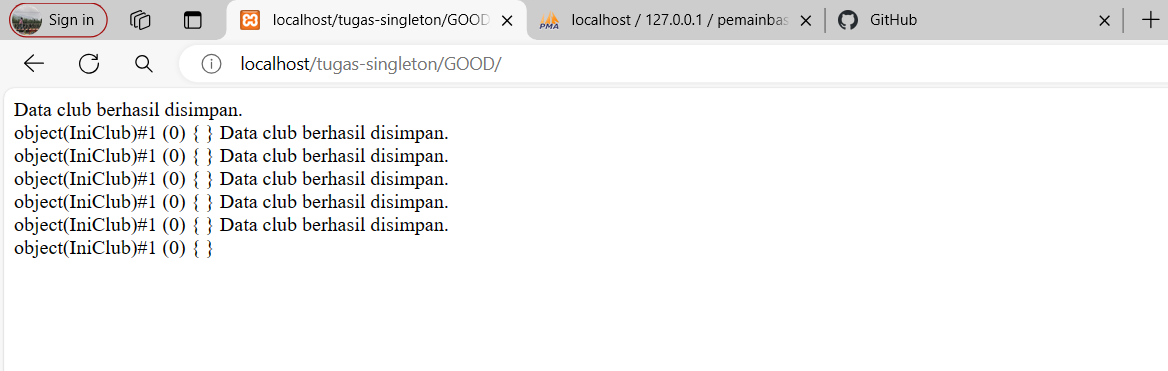 Sign in
localhost/tugas-singleton/GOOD
localhost / 127.0.0.1 / pemainbas
GitHub
localhost/tugas-singleton/GOOD/
Data club berhasil disimpan.
object(IniClub)#1 (0) { } Data club berhasil disimpan.
object(IniClub)#1 (0) { } Data club berhasil disimpan.
object(IniClub)#1 (0) { } Data club berhasil disimpan.
object(IniClub)#1 (0) { } Data club berhasil disimpan.
object(IniClub)#1 (0) { } Data club berhasil disimpan.
object(IniClub)#1 (0) { }